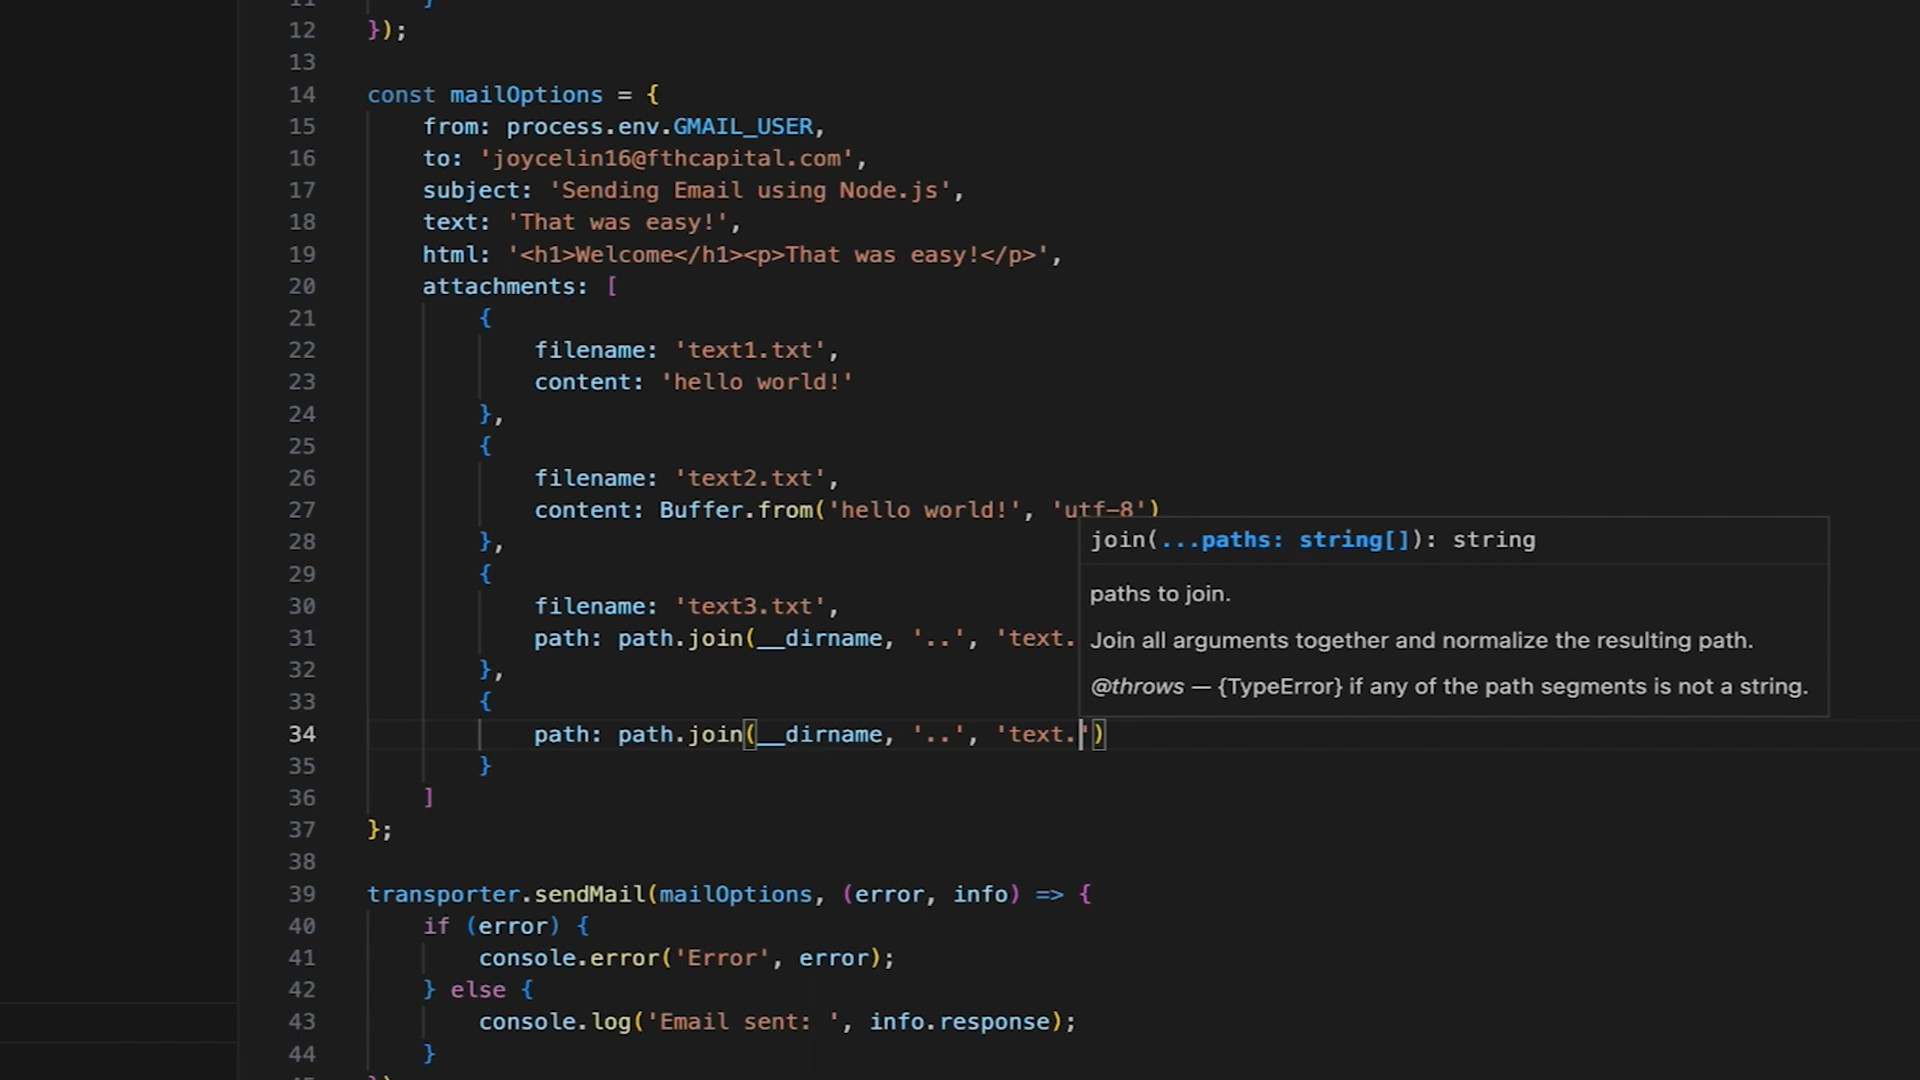 12 });
13
14 const mailOptions = {
15 from: process.env.GMAIL_USER,
16 to: 'joycelin16@fthcapital.com',
17 subject: 'Sending Email using Node.js',
18 text: 'That was easy!',
19 html: '<h1>Welcome</h1><p>That was easy!</p>',
20 attachments: [
21 {
22 filename: 'text1.txt',
23 content: 'hello world!'
24 },
25 {
26 filename: 'text2.txt',
27 content: Buffer.from('hello world!', 'utf-8')
28 },
29 {
30 filename: 'text3.txt',
31 path: path.join(__dirname, '..', 'text.
32 },
33 {
34 path: path.join(__dirname, '..', 'text.')
35 }
36 ]
37 };
38
39 transporter.sendMail(mailOptions, (error, info) => {
40 if (error) {
41 console.error('Error', error);
42 } else {
43 console.log('Email sent: ', info.response);
44 }
join(...paths: string[]): string
paths to join.
Join all arguments together and normalize the resulting path.
@throws — {TypeError} if any of the path segments is not a string.